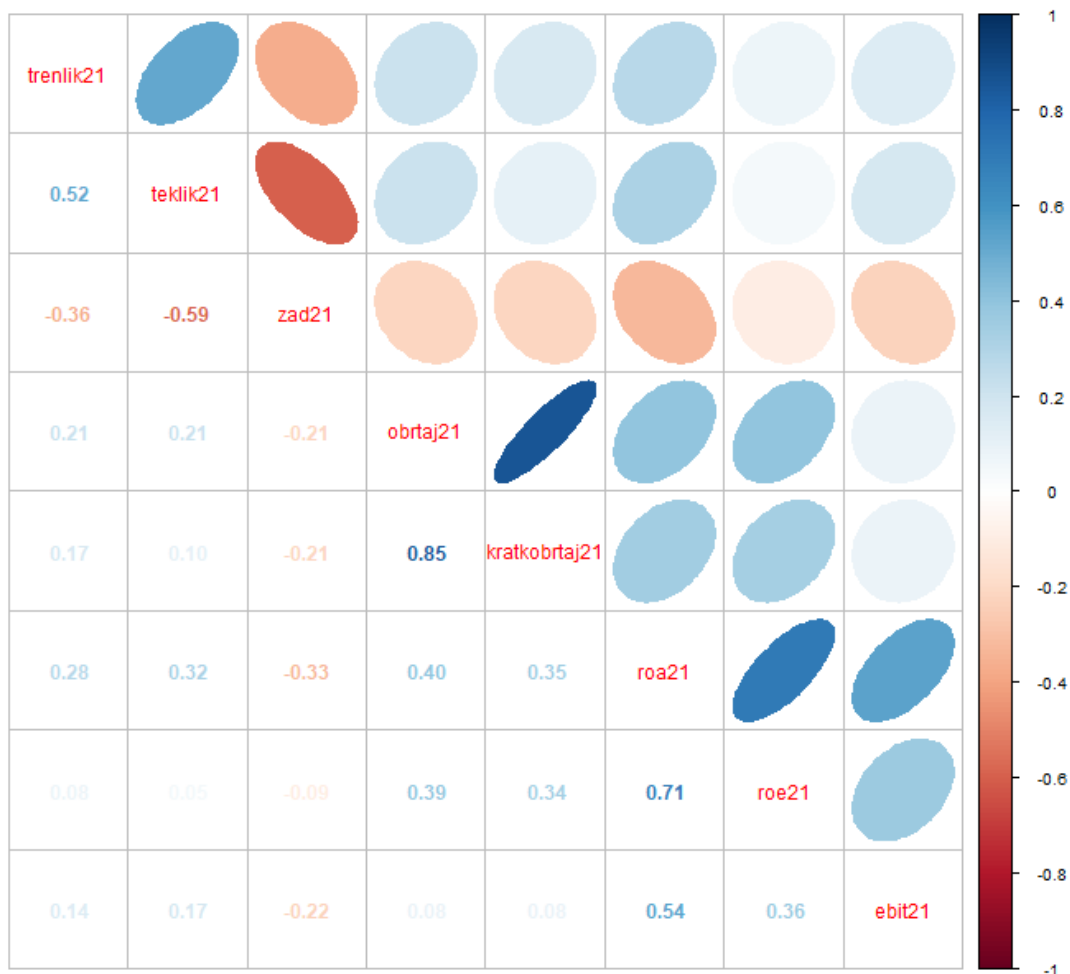 trenlik21
0.52 teklik21
-0.36 -0.59 zad21
0.21 0.21 -0.21 obrtaj21
0.17 0.10 -0.21 0.85 kratkobrtaj21
0.28 0.32 -0.33 0.40 0.35 roa21
0.08 0.05 -0.09 0.39 0.34 0.71 roe21
0.14 0.17 -0.22 0.08 0.08 0.54 0.36 ebit21
1
0.8
0.6
0.4
0.2
0
-0.2
-0.4
-0.6
-0.8
-1